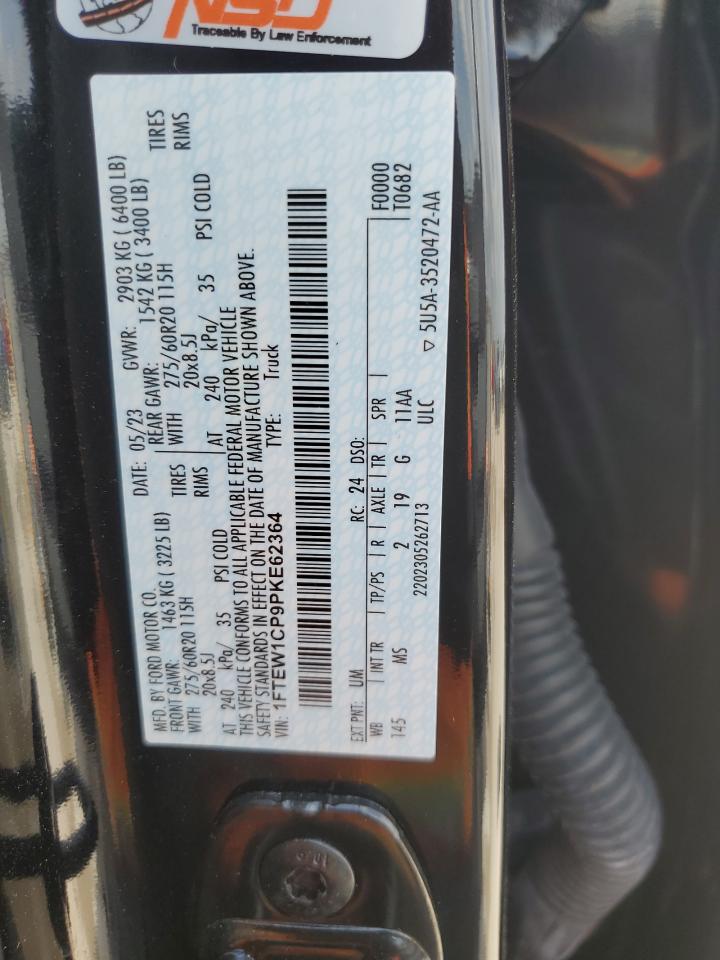 NSD
Traceable By Law Enforcement
MFD. BY FORD MOTOR CO. DATE: 05/23 GVWR: 2903 KG ( 6400 LB)
FRONT GAWR: 1463 KG ( 3225 LB) REAR GAWR: 1542 KG ( 3400 LB)
WITH 275/60R20 115H TIRES WITH 275/60R20 115H TIRES
20x8.5J RIMS 20x8.5J RIMS
AT 240 kPa/ 35 PSI COLD AT 240 kPa/ 35 PSI COLD
THIS VEHICLE CONFORMS TO ALL APPLICABLE FEDERAL MOTOR VEHICLE
SAFETY STANDARDS IN EFFECT ON THE DATE OF MANUFACTURE SHOWN ABOVE.
VIN: 1FTEW1CP9PKE62364 TYPE: Truck
EXT PNT: UM RC: 24 DSO: F0000
WB INT TR TP/PS R AXLE TR SPR T0682
145 MS 2 19 G 11AA
2202305262713 ULC ▽ 5U5A-3520472-AA